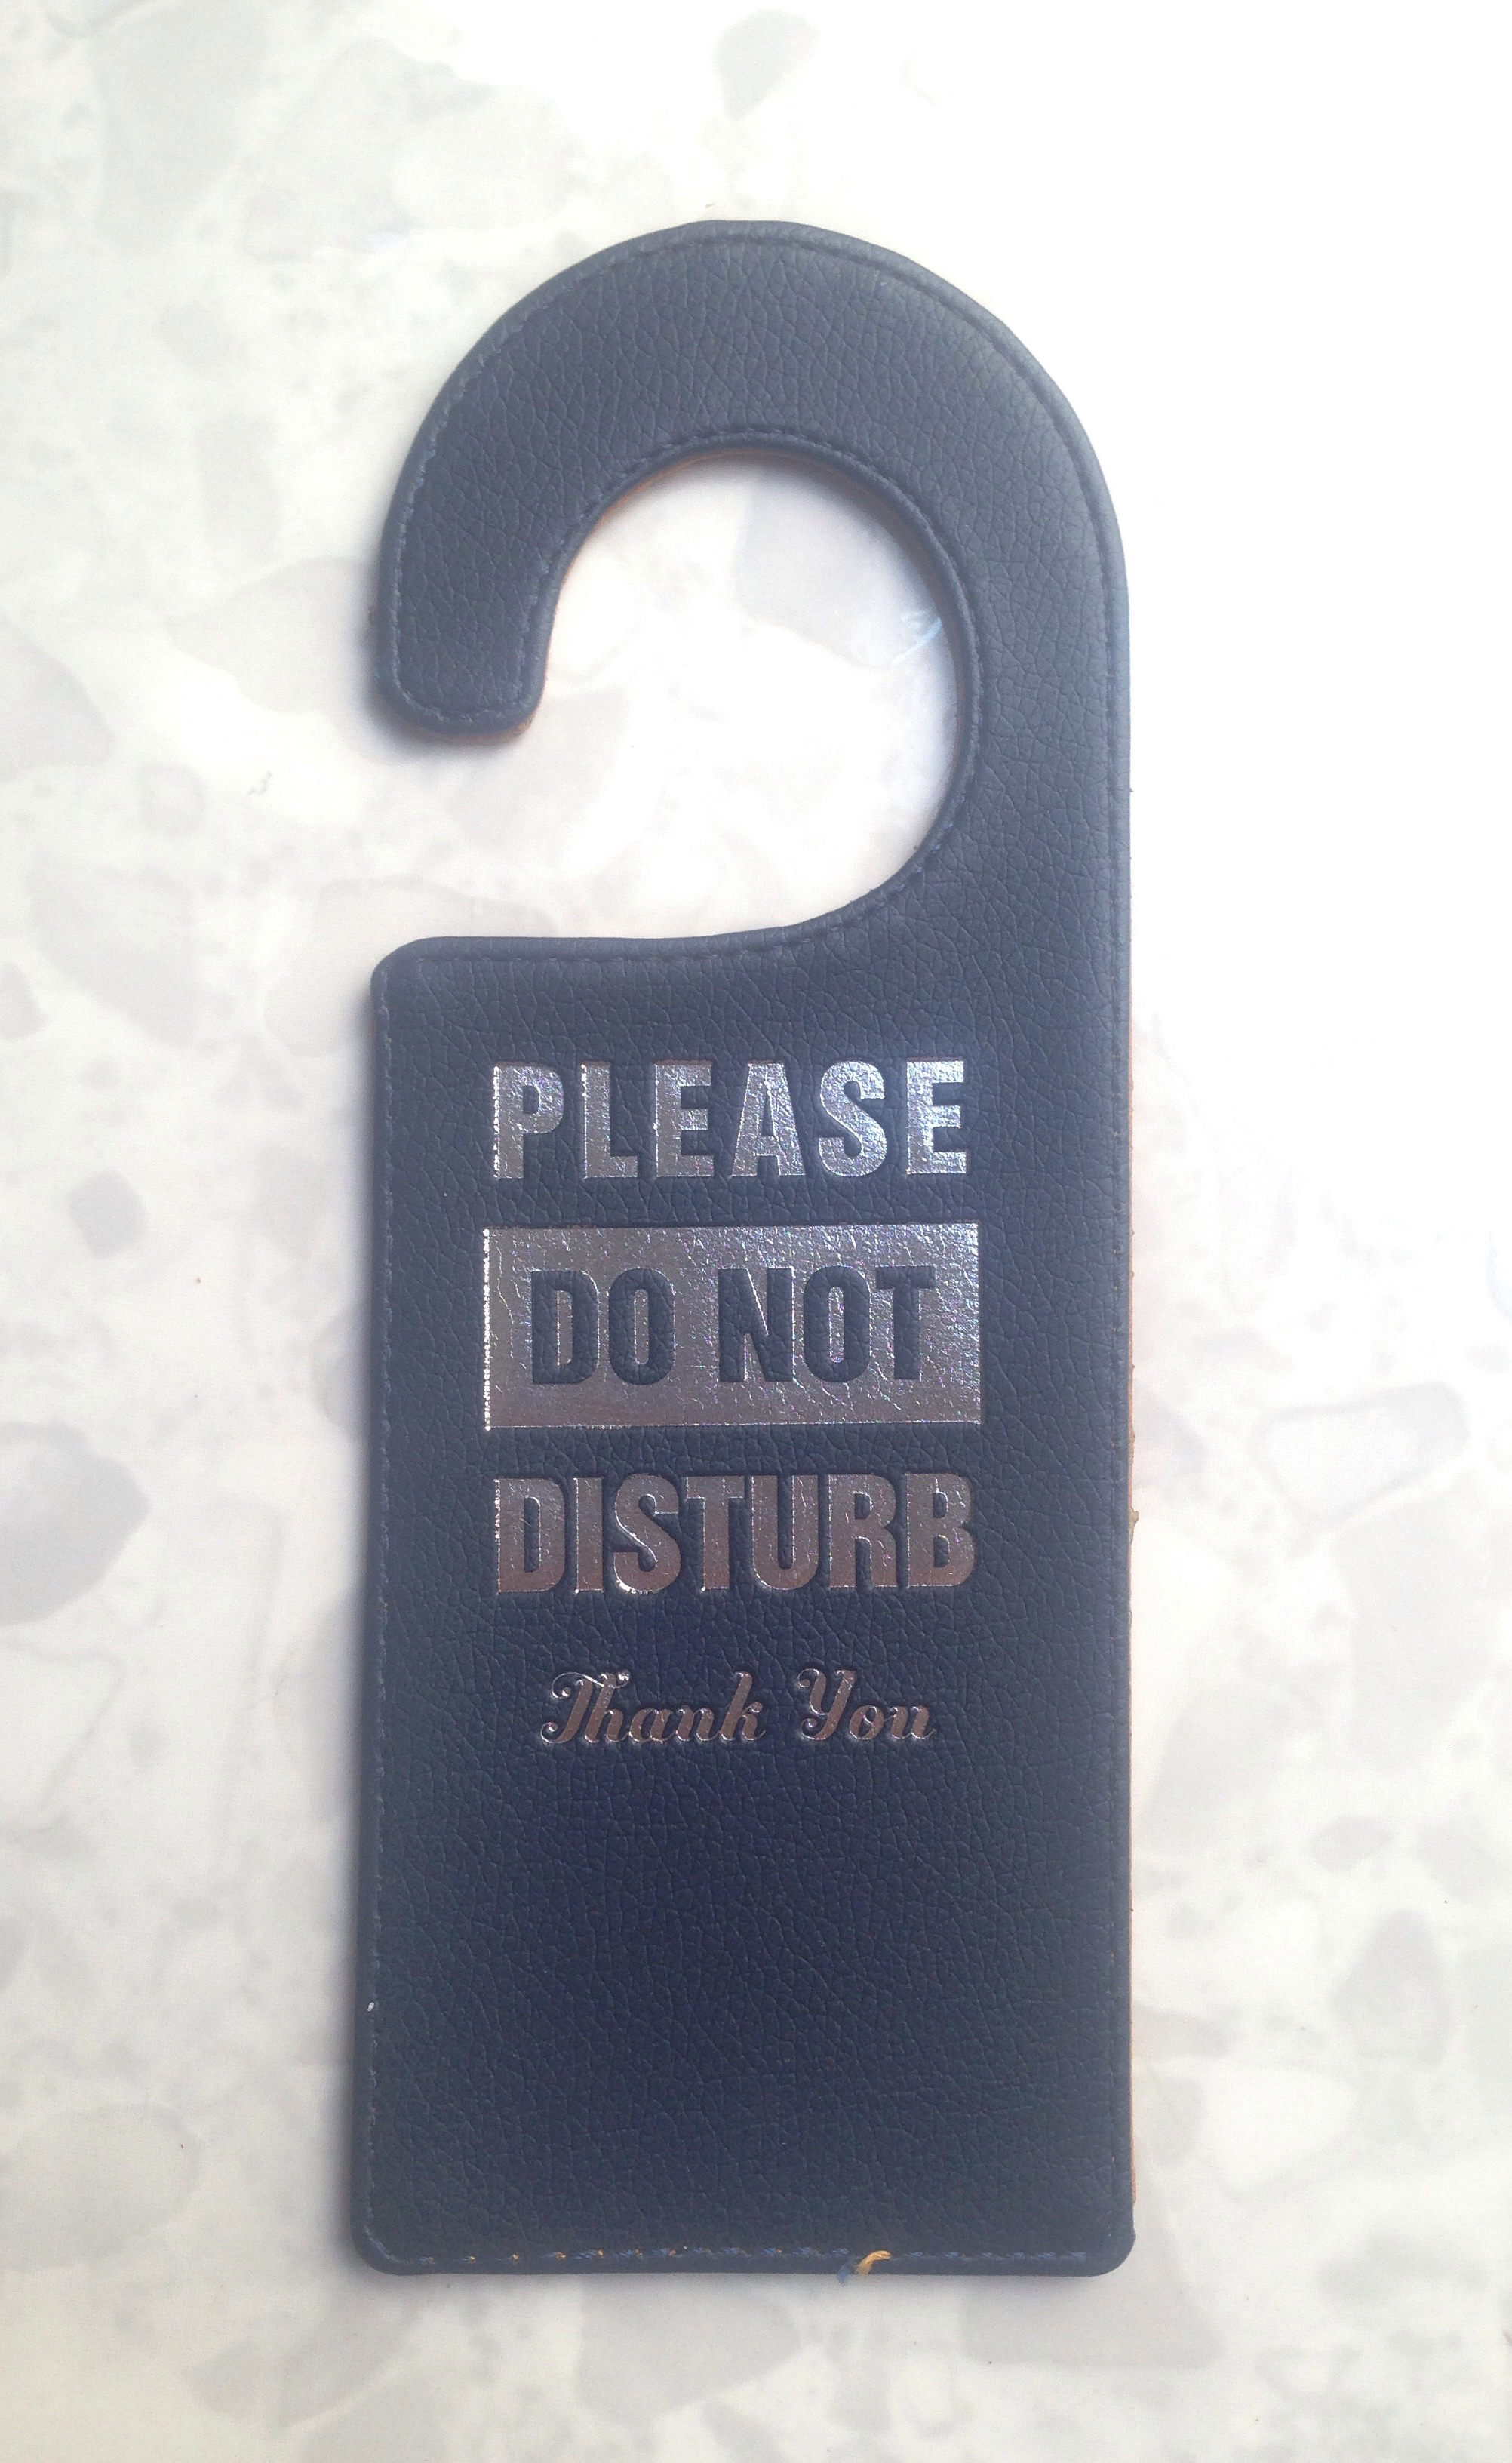 PLEASE
DO NOT
DISTURB
Thank You